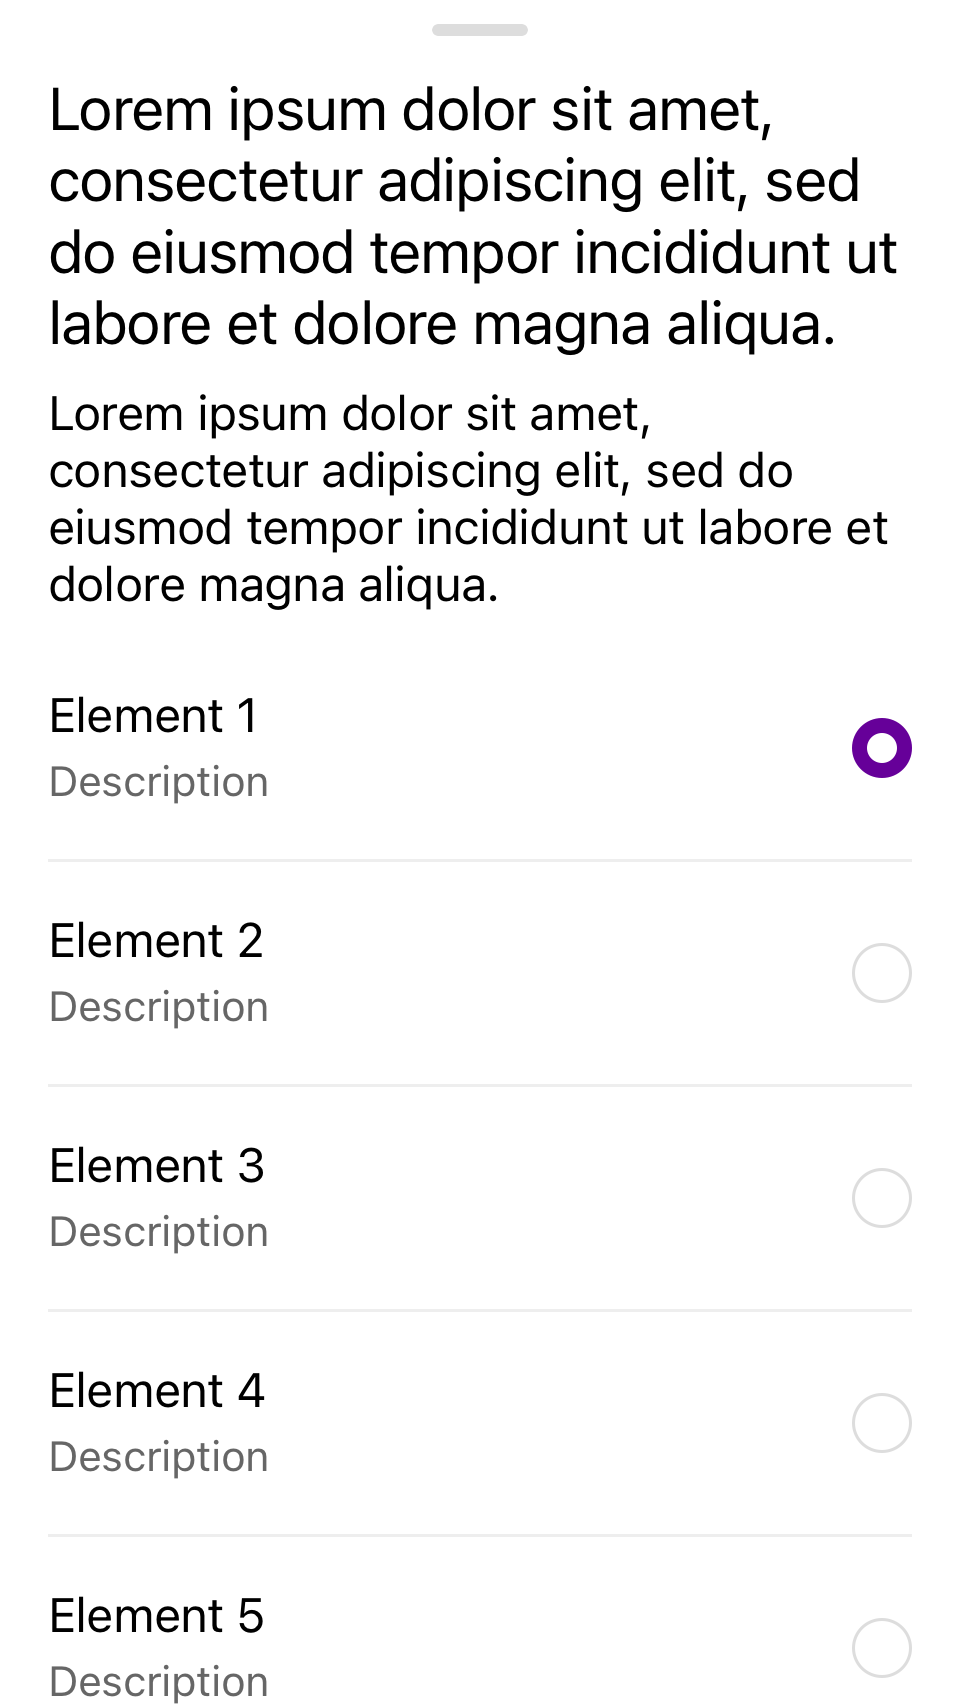 Lorem ipsum dolor sit amet,
consectetur adipiscing elit, sed
do eiusmod tempor incididunt ut
labore et dolore magna aliqua.
Lorem ipsum dolor sit amet,
consectetur adipiscing elit, sed do
eiusmod tempor incididunt ut labore et
dolore magna aliqua.
Element 1
Description
Element 2
Description
Element 3
Description
Element 4
Description
Element 5
Description